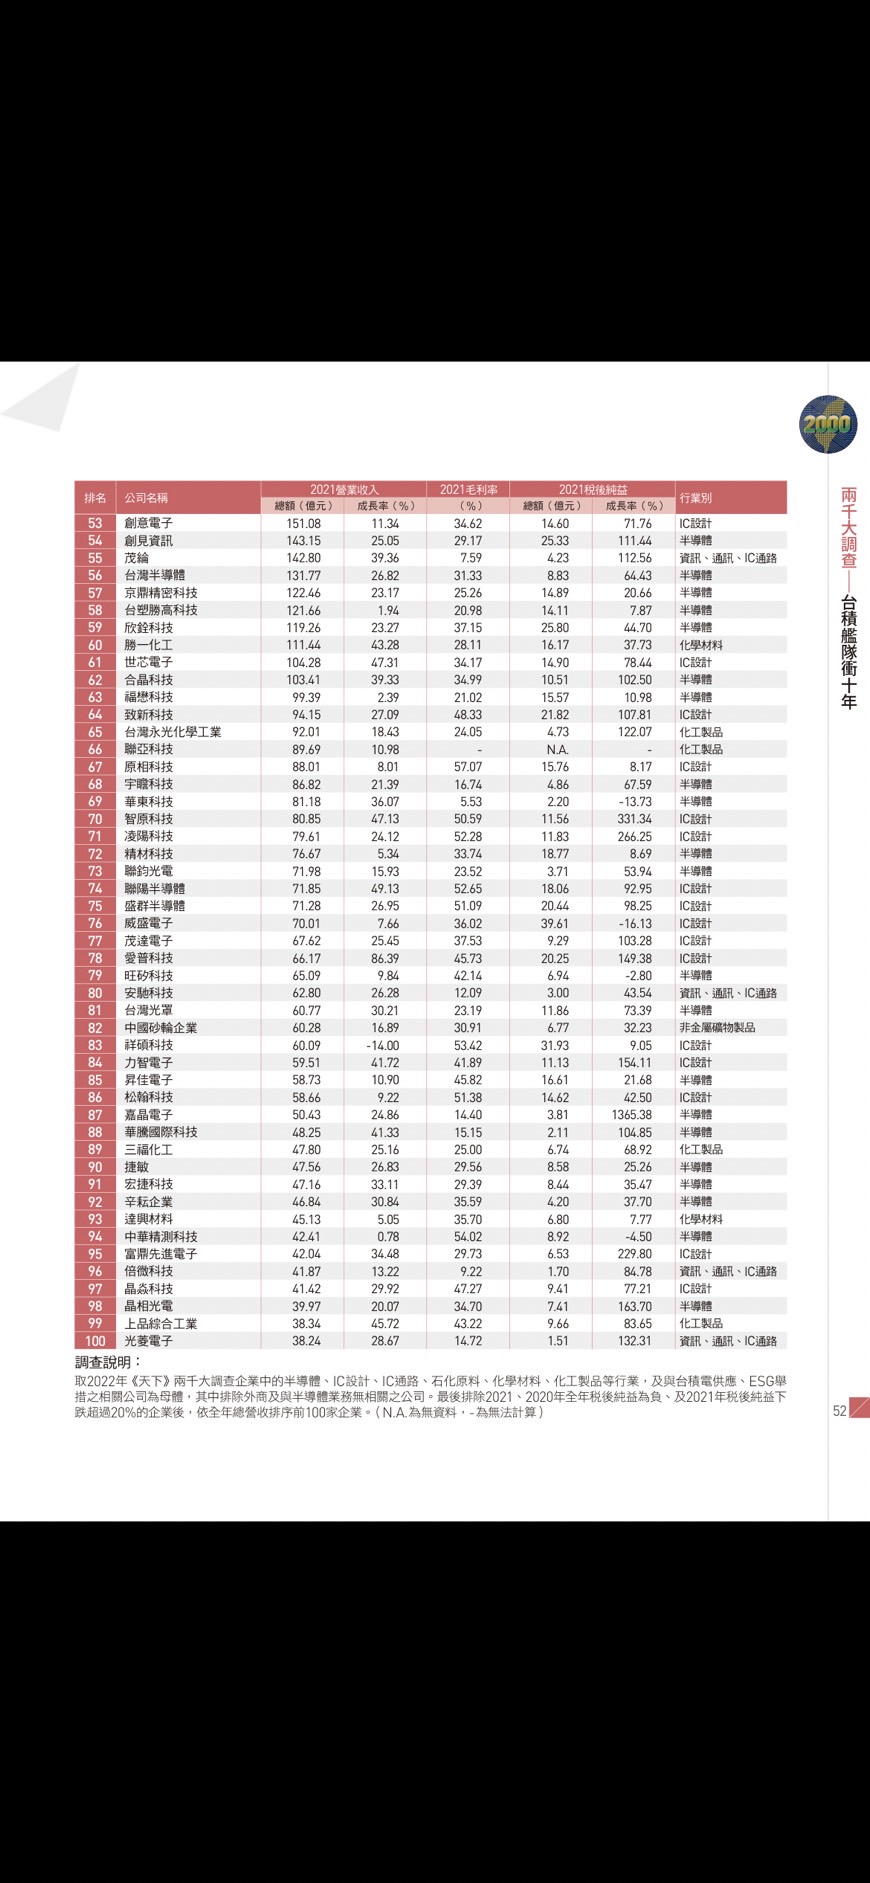 2000
兩千大調查——台積艦隊衝十年
排名 公司名稱 2021營業收入 2021毛利率 2021稅後純益 行業別
總額（億元） 成長率（%） （%） 總額（億元） 成長率（%）
53 創意電子 151.08 11.34 34.62 14.60 71.76 IC設計
54 創見資訊 143.15 25.05 29.17 25.33 111.44 半導體
55 茂綸 142.80 39.36 7.59 4.23 112.56 資訊、通訊、IC通路
56 台灣半導體 131.77 26.82 31.33 8.83 64.43 半導體
57 京鼎精密科技 122.46 23.17 25.26 14.89 20.66 半導體
58 台塑勝高科技 121.66 1.94 20.98 14.11 7.87 半導體
59 欣銓科技 119.26 23.27 37.15 25.80 44.70 半導體
60 勝一化工 111.44 43.28 28.11 16.17 37.73 化學材料
61 世芯電子 104.28 47.31 34.17 14.90 78.44 IC設計
62 合晶科技 103.41 39.33 34.99 10.51 102.50 半導體
63 福懋科技 99.39 2.39 21.02 15.57 10.98 半導體
64 致新科技 94.15 27.09 48.33 21.82 107.81 IC設計
65 台灣永光化學工業 92.01 18.43 24.05 4.73 122.07 化工製品
66 聯亞科技 89.69 10.98 - N.A. - 化工製品
67 原相科技 88.01 8.01 57.07 15.76 8.17 IC設計
68 宇瞻科技 86.82 21.39 16.74 4.86 67.59 半導體
69 華東科技 81.18 36.07 5.53 2.20 -13.73 半導體
70 智原科技 80.85 47.13 50.59 11.56 331.34 IC設計
71 凌陽科技 79.61 24.12 52.28 11.83 266.25 IC設計
72 精材科技 76.67 5.34 33.74 18.77 8.69 半導體
73 聯鈞光電 71.98 15.93 23.52 3.71 53.94 半導體
74 聯陽半導體 71.85 49.13 52.65 18.06 92.95 IC設計
75 盛群半導體 71.28 26.95 51.09 20.44 98.25 IC設計
76 威盛電子 70.01 7.66 36.02 39.61 -16.13 IC設計
77 茂達電子 67.62 25.45 37.53 9.29 103.28 IC設計
78 愛普科技 66.17 86.39 45.73 20.25 149.38 IC設計
79 旺矽科技 65.09 9.84 42.14 6.94 -2.80 半導體
80 安馳科技 62.80 26.28 12.09 3.00 43.54 資訊、通訊、IC通路
81 台灣光罩 60.77 30.21 23.19 11.86 73.39 半導體
82 中國砂輪企業 60.28 16.89 30.91 6.77 32.23 非金屬礦物製品
83 祥碩科技 60.09 -14.00 53.42 31.93 9.05 IC設計
84 力智電子 59.51 41.72 41.89 11.13 154.11 IC設計
85 昇佳電子 58.73 10.90 45.82 16.61 21.68 半導體
86 松翰科技 58.66 9.22 51.38 14.62 42.50 IC設計
87 嘉晶電子 50.43 24.86 14.40 3.81 1365.38 半導體
88 華騰國際科技 48.25 41.33 15.15 2.11 104.85 半導體
89 三福化工 47.80 25.16 25.00 6.74 68.92 化工製品
90 捷敏 47.56 26.83 29.56 8.58 25.26 半導體
91 宏捷科技 47.16 33.11 29.39 8.44 35.47 半導體
92 辛耘企業 46.84 30.84 35.59 4.20 37.70 半導體
93 達興材料 45.13 5.05 35.70 6.80 7.77 化學材料
94 中華精測科技 42.41 0.78 54.02 8.92 -4.50 半導體
95 富鼎先進電子 42.04 34.48 29.73 6.53 229.80 IC設計
96 倍微科技 41.87 13.22 9.22 1.70 84.78 資訊、通訊、IC通路
97 晶焱科技 41.42 29.92 47.27 9.41 77.21 IC設計
98 晶相光電 39.97 20.07 34.70 7.41 163.70 半導體
99 上品綜合工業 38.34 45.72 43.22 9.66 83.65 化工製品
100 光菱電子 38.24 28.67 14.72 1.51 132.31 資訊、通訊、IC通路
調查說明：
取2022年《天下》兩千大調查企業中的半導體、IC設計、IC通路、石化原料、化學材料、化工製品等行業，及與台積電供應、ESG舉
措之相關公司為母體，其中排除外商及與半導體業務無相關之公司。最後排除2021、2020年全年稅後純益為負、及2021年稅後純益下
跌超過20%的企業後，依全年總營收排序前100家企業。（N.A.為無資料，-為無法計算）
52